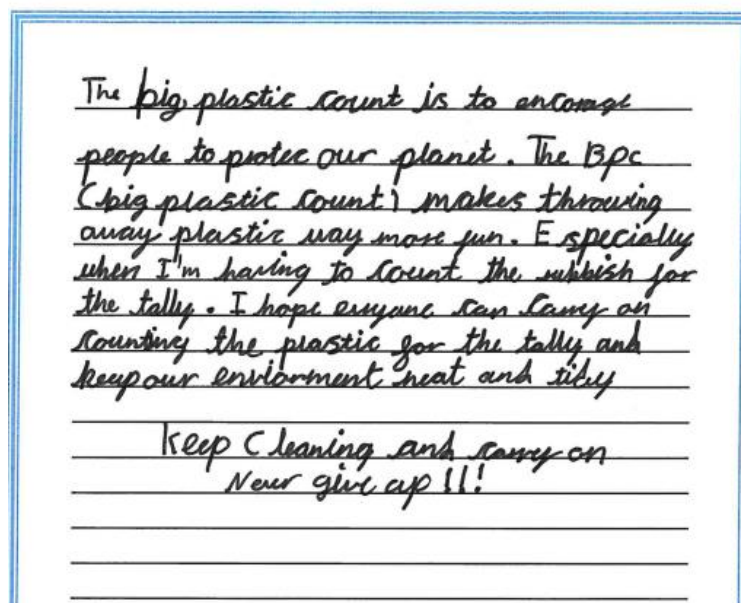 The big plastic count is to encorage
people to protec our planet. The BPC
(big plastic count) makes throwing
away plastic way more fun. Especially
when I'm having to count the rubbish for
the tally. I hope evryone can carry on
counting the plastic for the tally and
keep our enviorment neat and tidy
Keep Cleaning and carry on
Never give up!!!